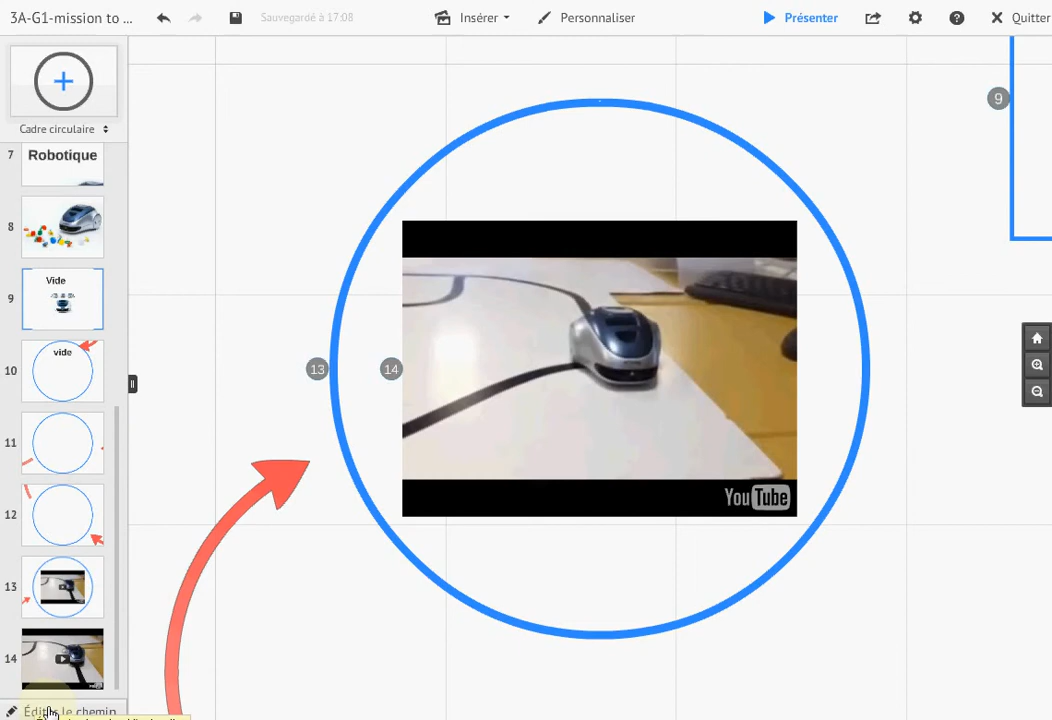 3A-G1-mission to ...
Sauvegardé à 17:08
Insérer
Personnaliser
Présenter
Quitter
Cadre circulaire
7
Robotique
8
9
Vide
10
vide
11
12
13
14
Éditer le chemin
9
13
14
YouTube